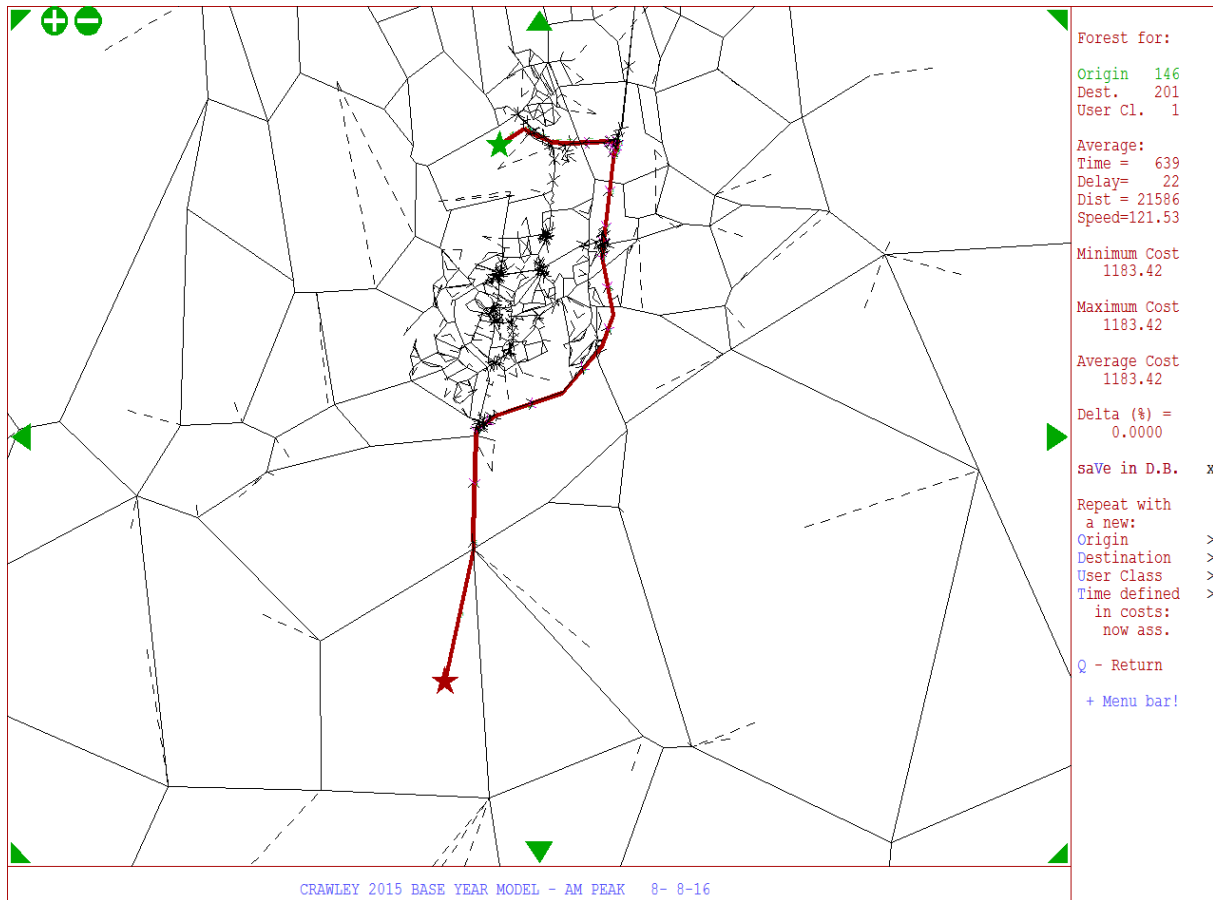 Forest for:
Origin 146
Dest. 201
User Cl. 1
Average:
Time = 639
Delay= 22
Dist = 21586
Speed=121.53
Minimum Cost
1183.42
Maximum Cost
1183.42
Average Cost
1183.42
Delta (%) =
0.0000
saVe in D.B. x
Repeat with
a new:
Origin >
Destination >
User Class >
Time defined >
in costs:
now ass.
Q - Return
+ Menu bar!
CRAWLEY 2015 BASE YEAR MODEL - AM PEAK 8- 8-16